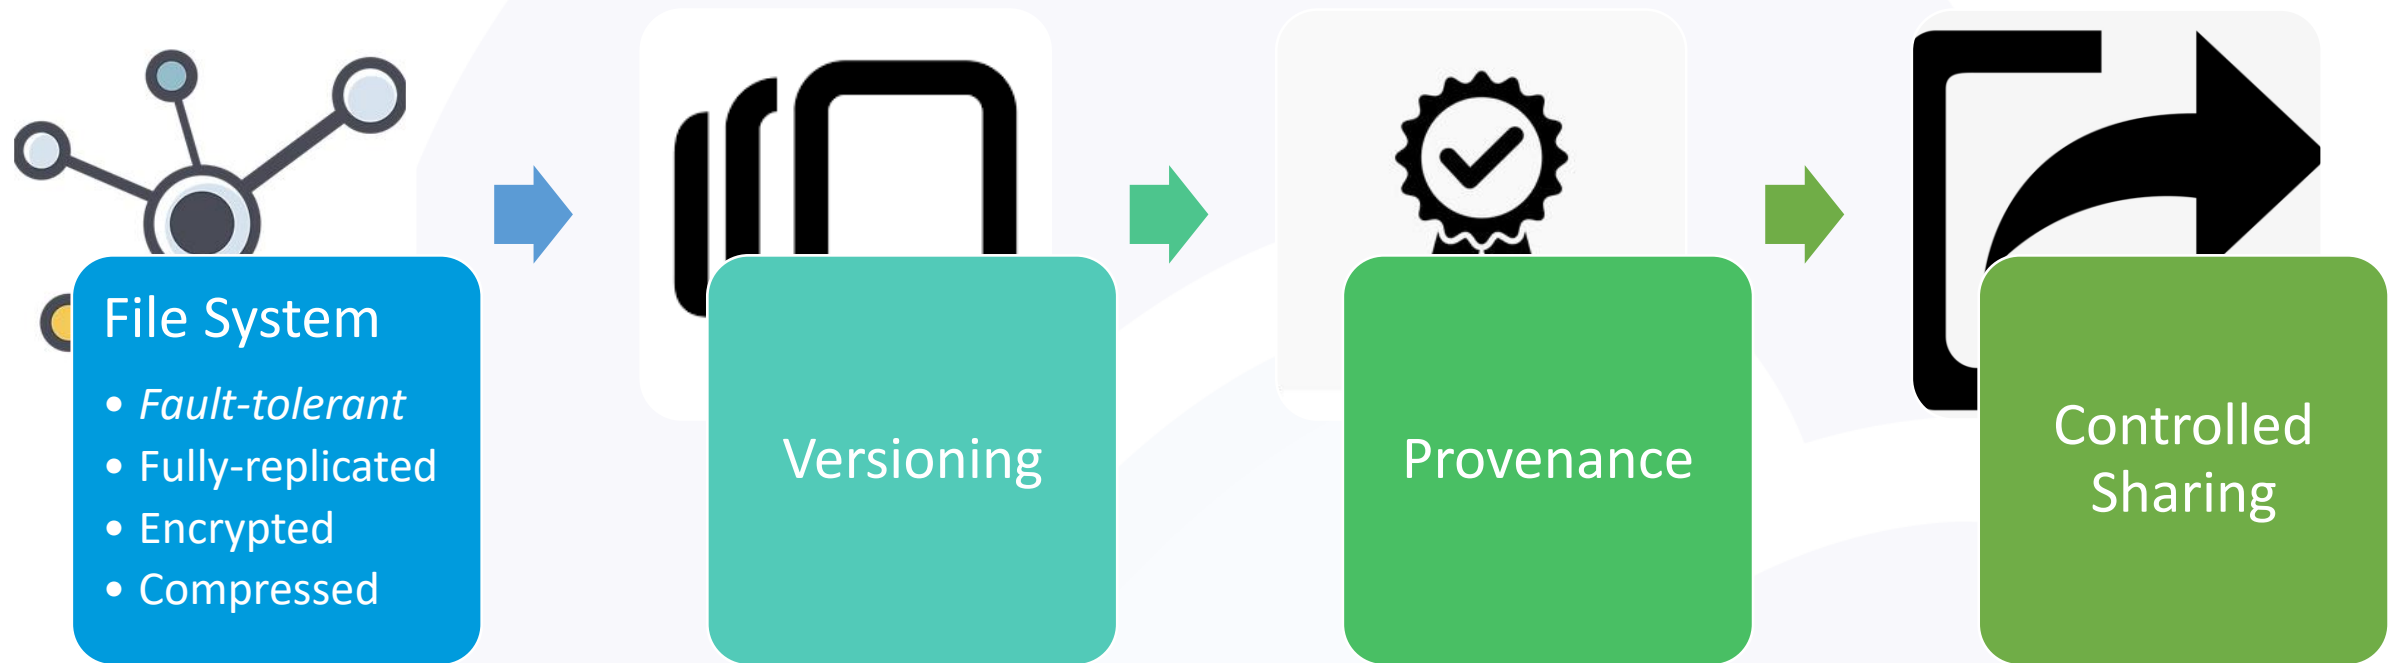 File System
• Fault-tolerant
• Fully-replicated
• Encrypted
• Compressed
Versioning
Provenance
Controlled
Sharing